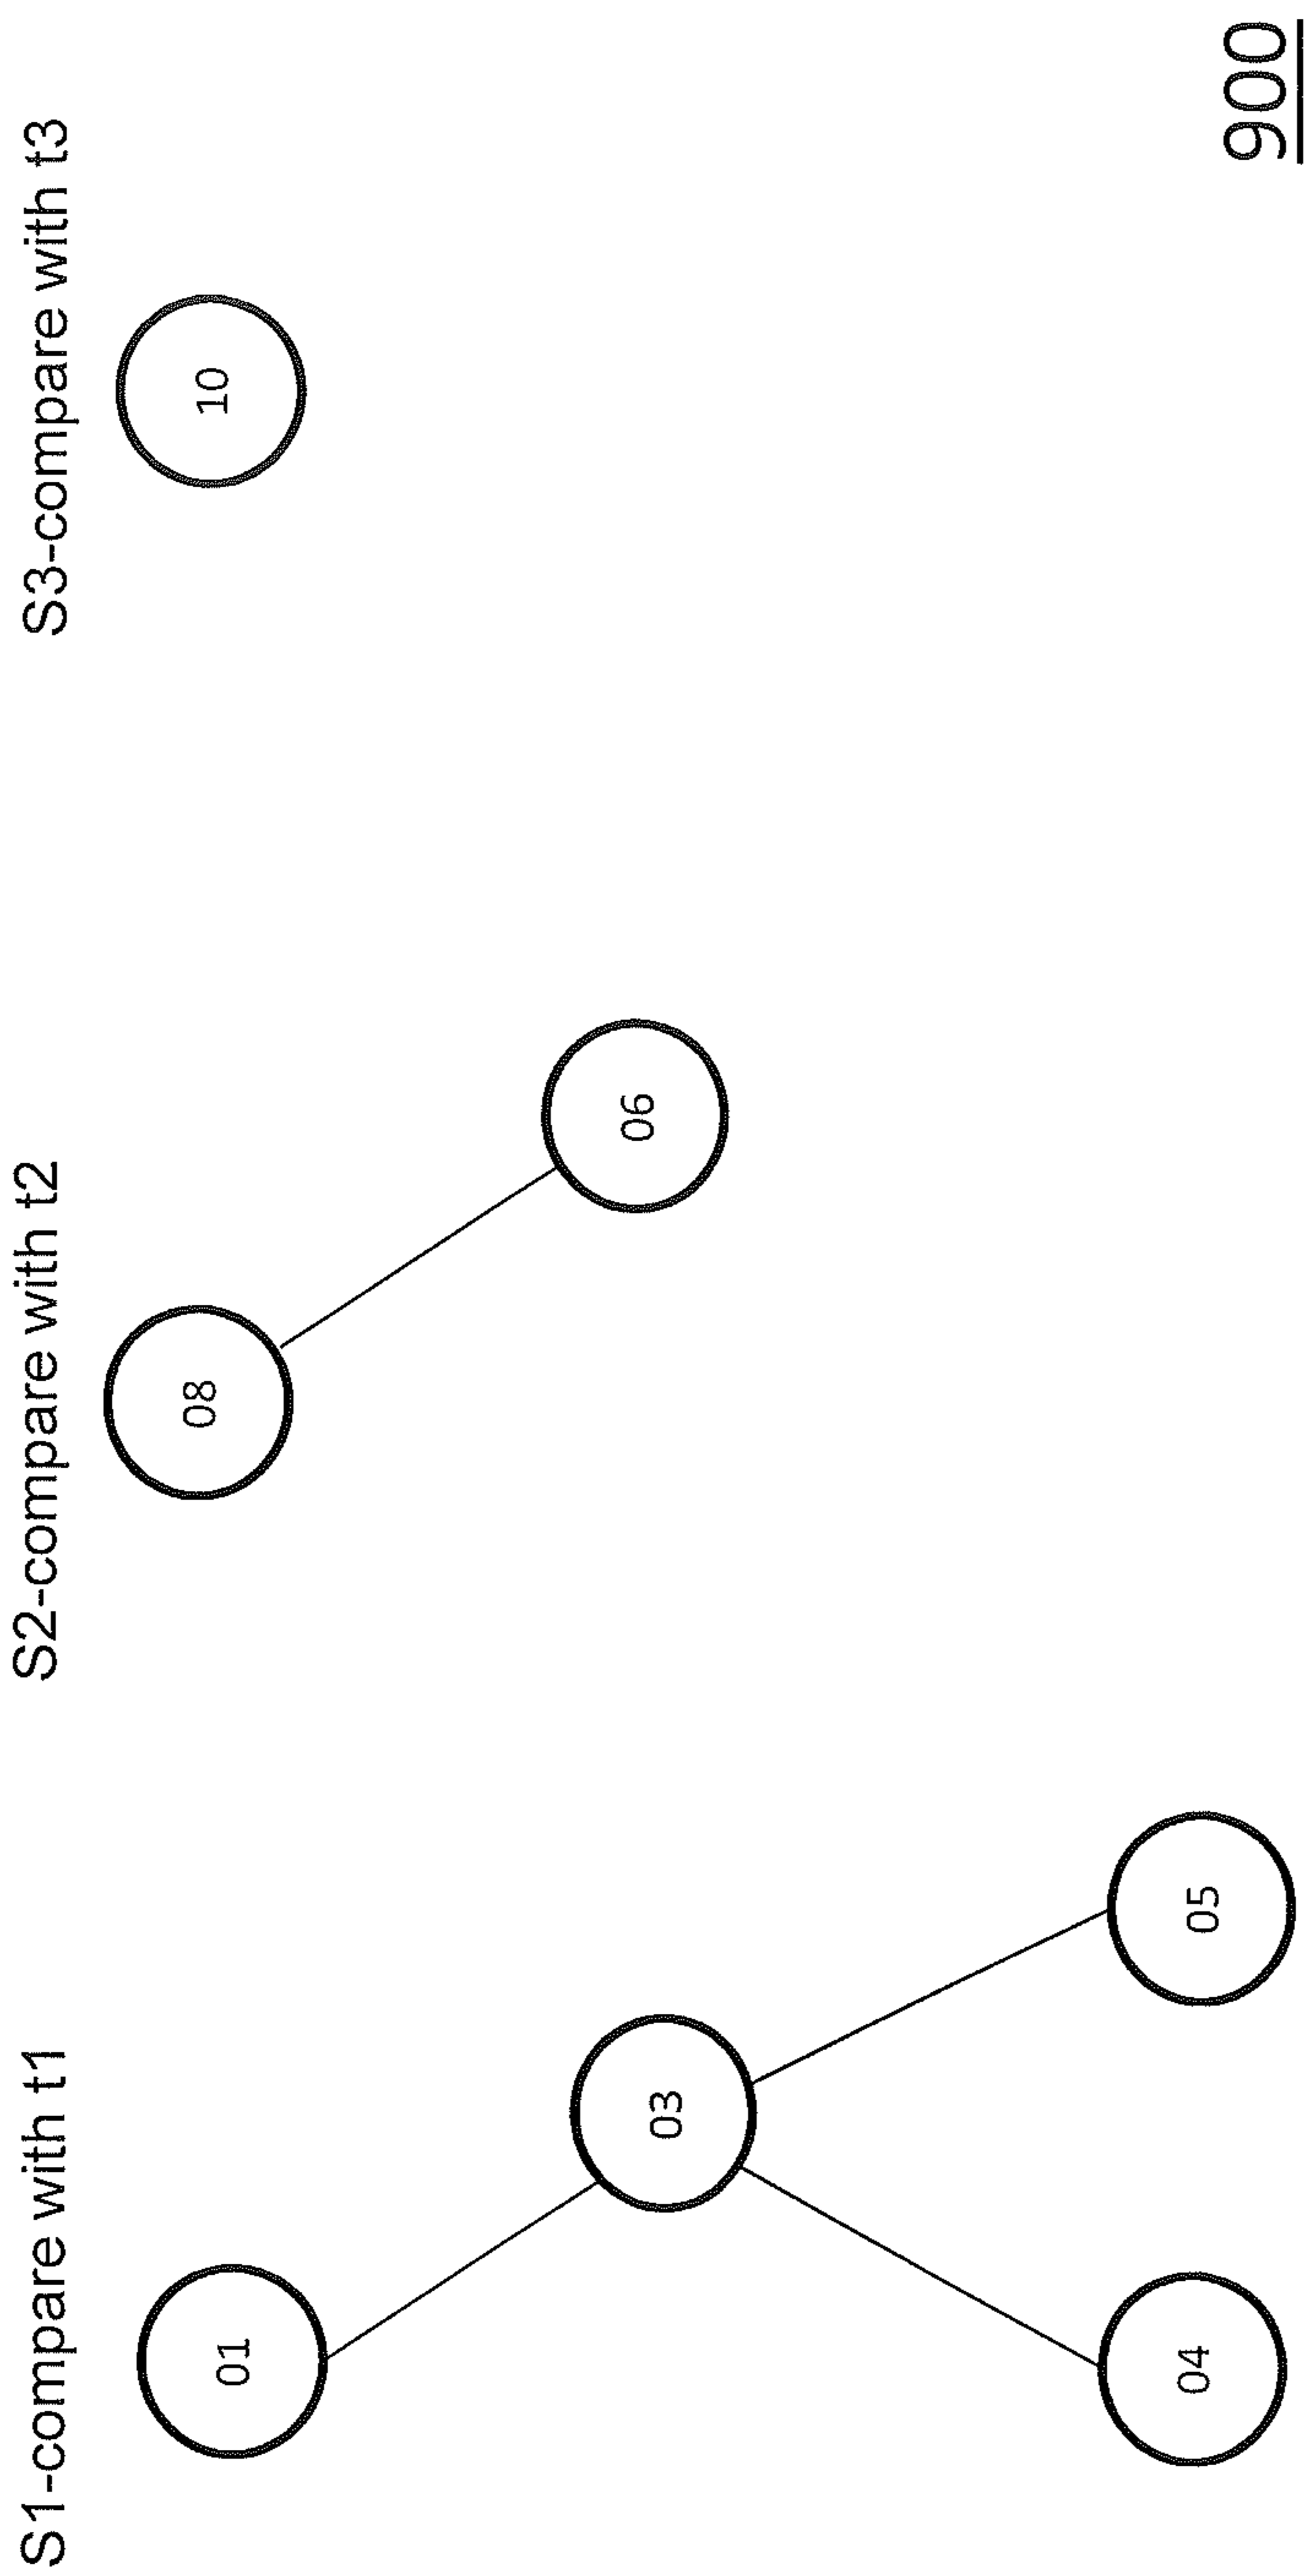 S1-compare with t1
S2-compare with t2
S3-compare with t3
01
08
10
03
06
04
05
900